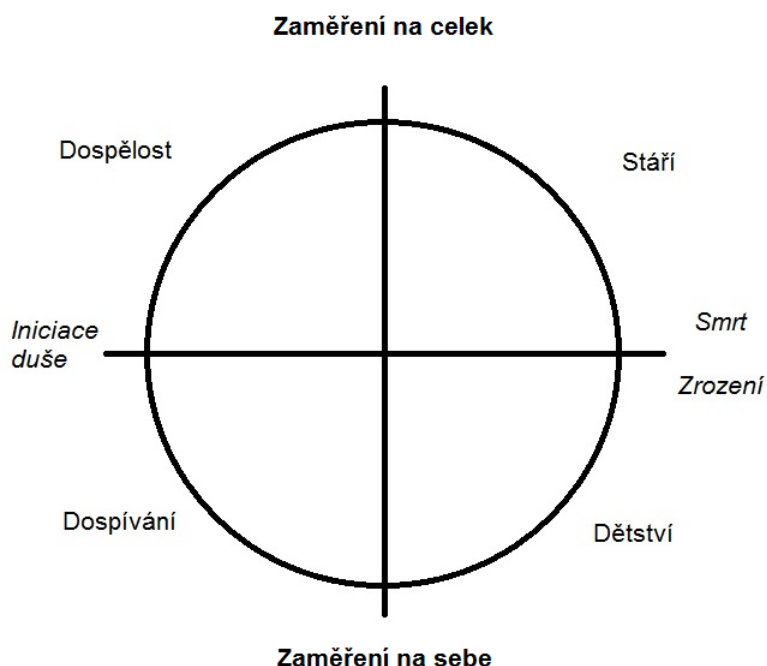 Zaměření na celek
Dospělost
Stáří
Iniciace
duše
Smrt
Zrození
Dospívání
Dětství
Zaměření na sebe